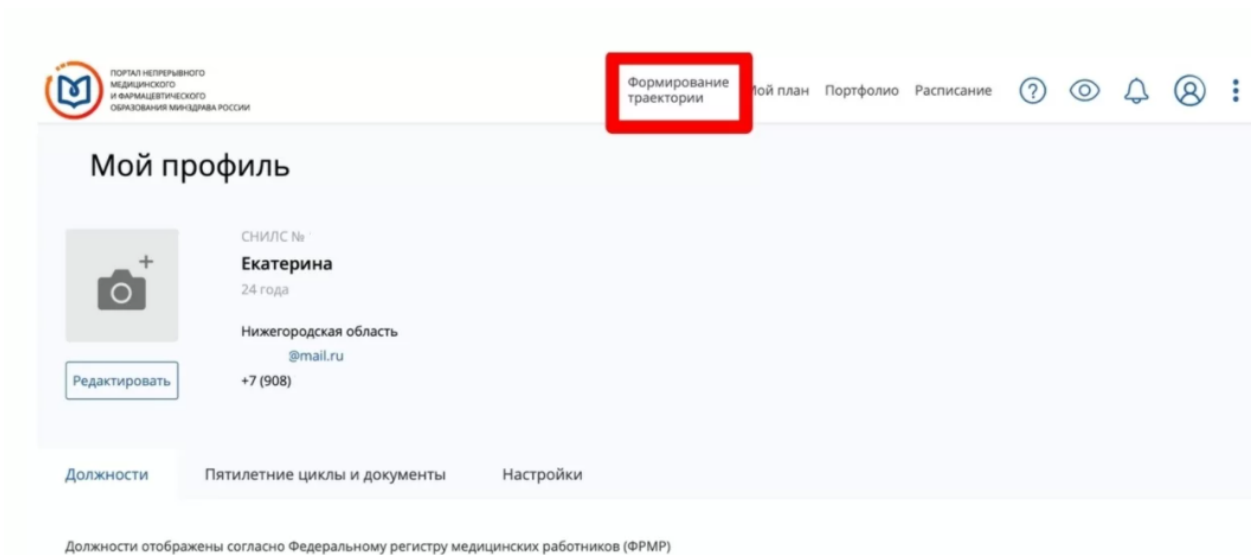 ПОРТАЛ НЕПРЕРЫВНОГО
МЕДИЦИНСКОГО
И ФАРМАЦЕВТИЧЕСКОГО
ОБРАЗОВАНИЯ МИНЗДРАВА РОССИИ
Формирование
траектории
Мой план Портфолио Расписание
Мой профиль
СНИЛС №
Екатерина
24 года
Нижегородская область
@mail.ru
Редактировать
+7 (908)
Должности Пятилетние циклы и документы Настройки
Должности отображены согласно Федеральному регистру медицинских работников (ФРМР)